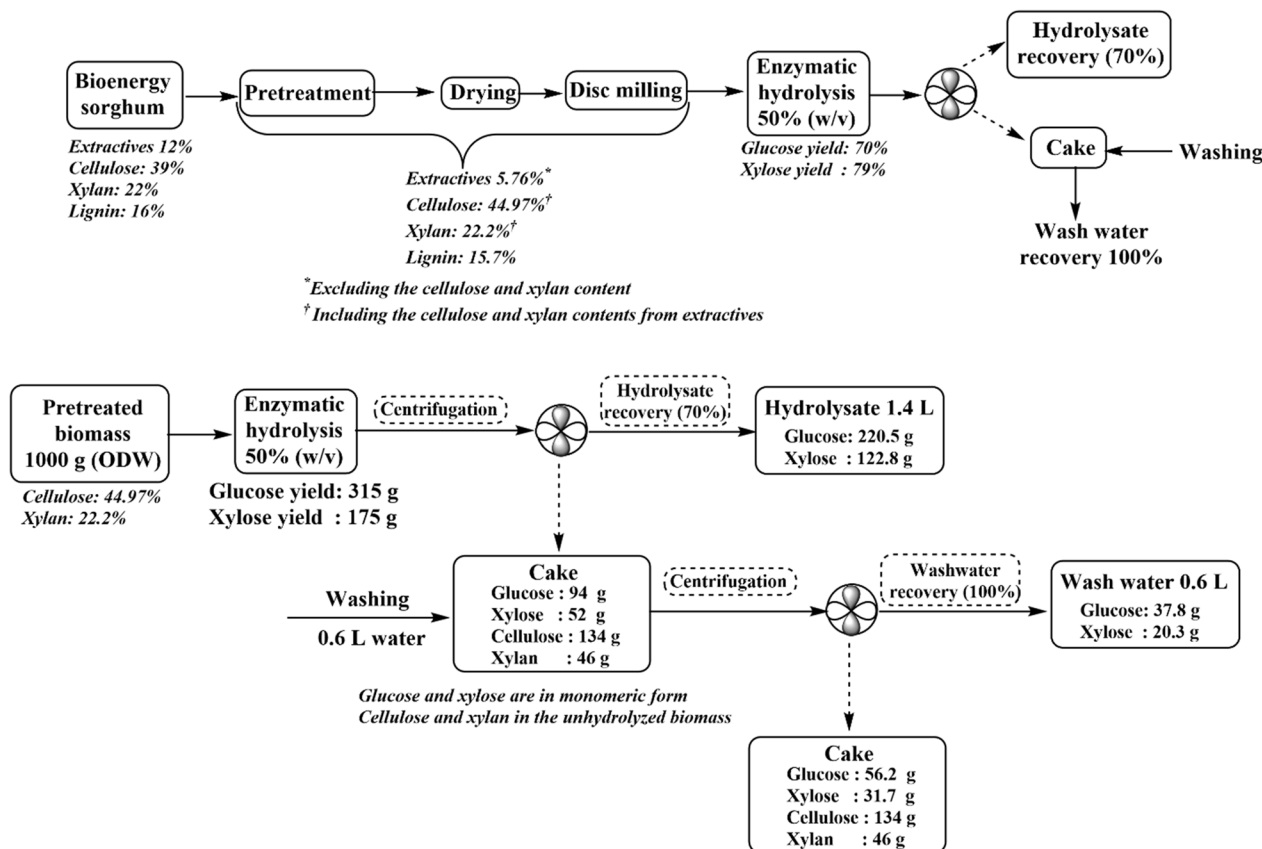 Bioenergy
sorghum
Extractives 12%
Cellulose: 39%
Xylan: 22%
Lignin: 16%
Pretreatment
Drying
Disc milling
Extractives 5.76%*
Cellulose: 44.97%†
Xylan: 22.2%†
Lignin: 15.7%
*Excluding the cellulose and xylan content
†Including the cellulose and xylan contents from extractives
Enzymatic
hydrolysis
50% (w/v)
Glucose yield: 70%
Xylose yield : 79%
Hydrolysate
recovery (70%)
Cake
Washing
Wash water
recovery 100%
Pretreated
biomass
1000 g (ODW)
Cellulose: 44.97%
Xylan: 22.2%
Enzymatic
hydrolysis
50% (w/v)
Glucose yield: 315 g
Xylose yield : 175 g
Centrifugation
Hydrolysate
recovery (70%)
Hydrolysate 1.4 L
Glucose: 220.5 g
Xylose : 122.8 g
Washing
0.6 L water
Cake
Glucose : 94 g
Xylose : 52 g
Cellulose : 134 g
Xylan : 46 g
Glucose and xylose are in monomeric form
Cellulose and xylan in the unhydrolyzed biomass
Centrifugation
Washwater
recovery (100%)
Wash water 0.6 L
Glucose: 37.8 g
Xylose : 20.3 g
Cake
Glucose : 56.2 g
Xylose : 31.7 g
Cellulose : 134 g
Xylan : 46 g